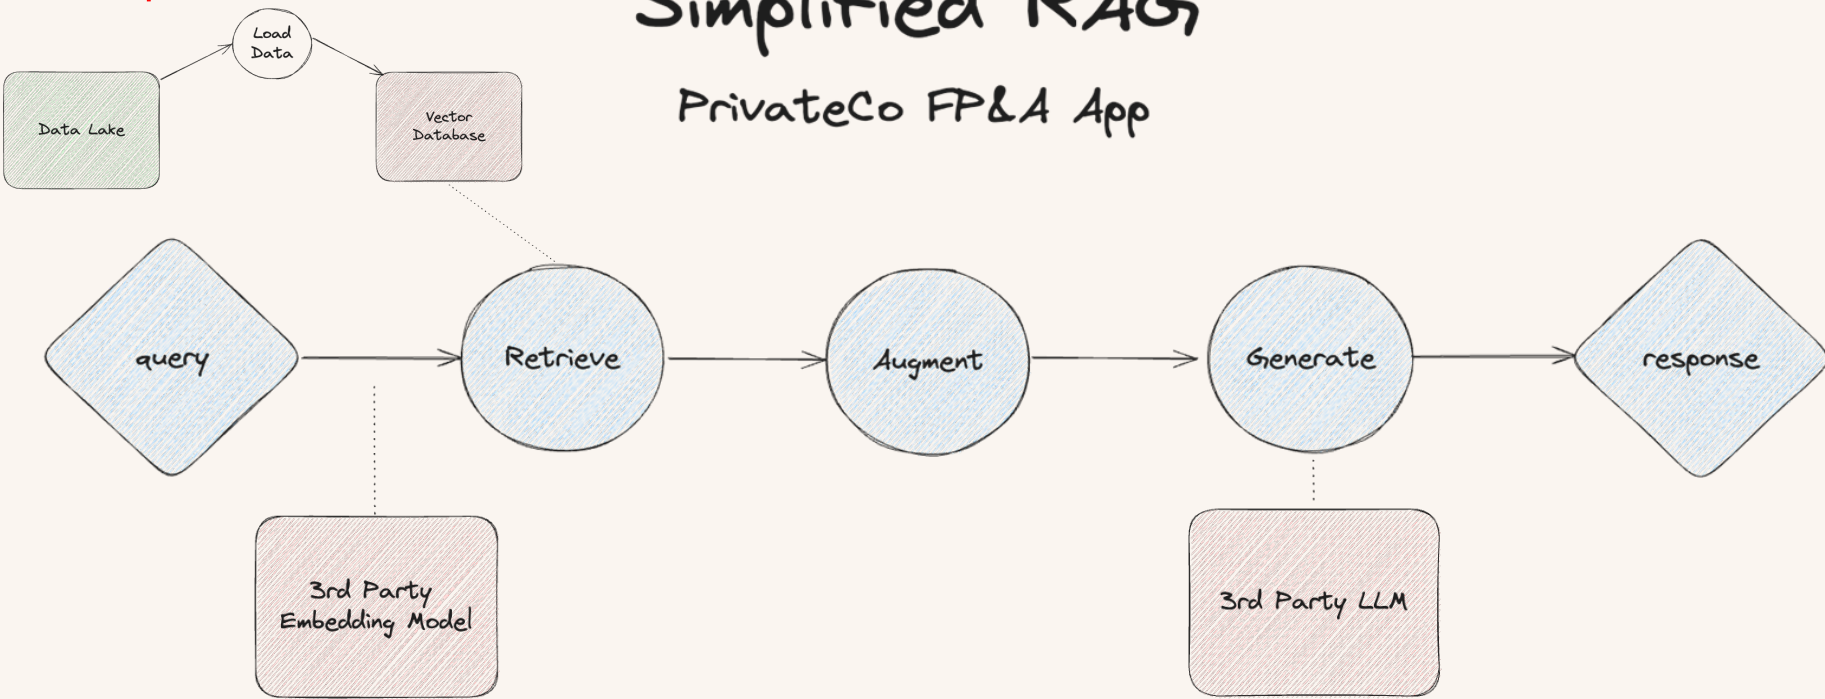 Simplified RAG
PrivateCo FP&A App
Load
Data
Data Lake
Vector
Database
query
Retrieve
Augment
Generate
response
3rd Party
Embedding Model
3rd Party LLM